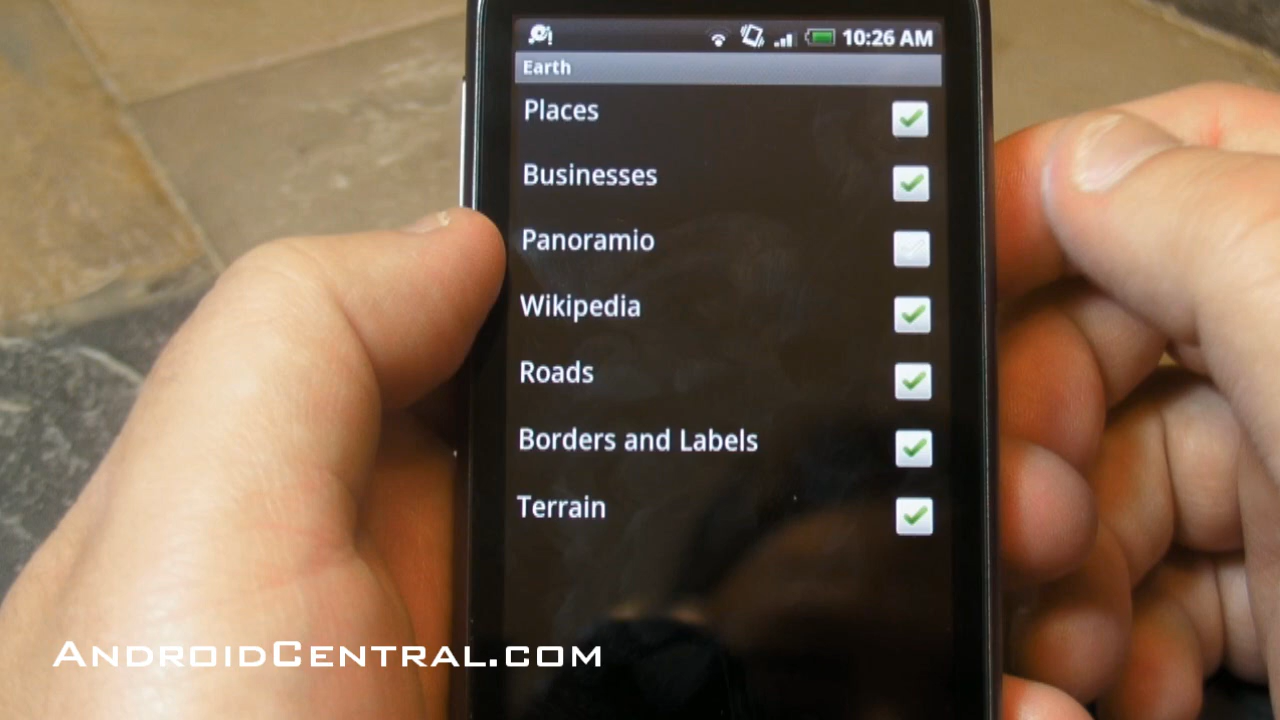 10:26 AM
Earth
Places
Businesses
Panoramio
Wikipedia
Roads
Borders and Labels
Terrain
AndroidCentral.com